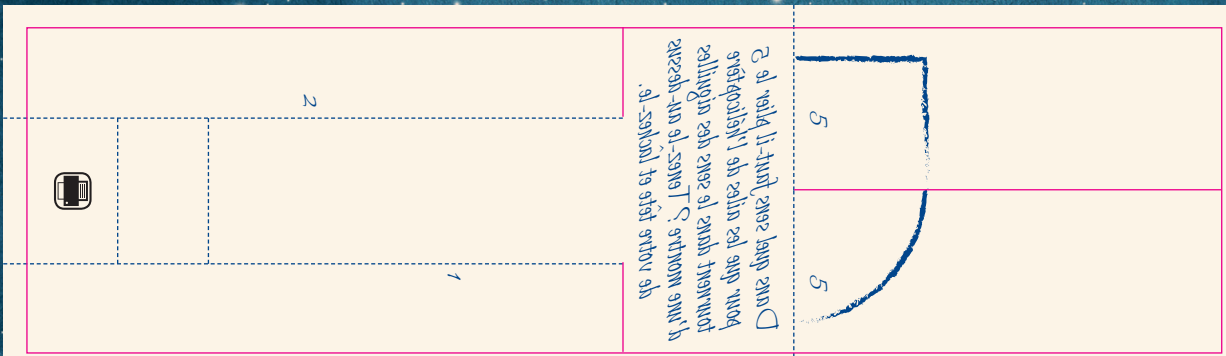 2
1
Dans quel sens faut-il plier le 5
pour que les ailes de l'hélicoptère
tournent dans le sens des aiguilles
d'une montre ? Tenez-le au-dessus
de votre tête et lâchez-le.
5
5